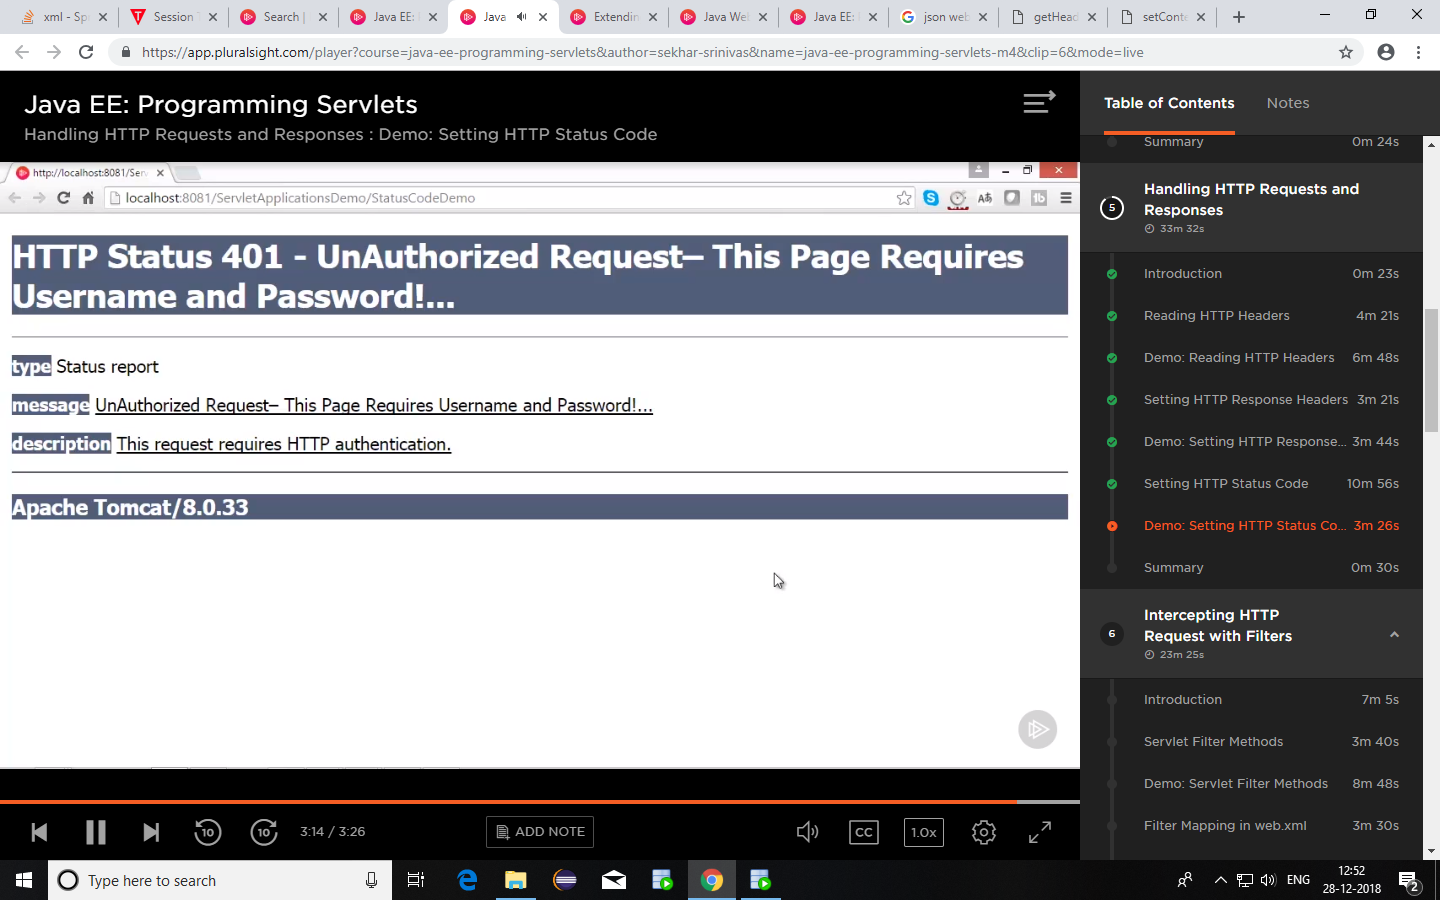 xml - Sp
Session
Search |
Java EE:
Java
Extendin
Java We
Java EE:
json web
getHead
setConte
https://app.pluralsight.com/player?course=java-ee-programming-servlets&author=sekhar-srinivas&name=java-ee-programming-servlets-m4&clip=6&mode=live
Java EE: Programming Servlets
Handling HTTP Requests and Responses : Demo: Setting HTTP Status Code
http://localhost:8081/Serv
localhost:8081/ServletApplicationsDemo/StatusCodeDemo
HTTP Status 401 - UnAuthorized Request– This Page Requires
Username and Password!...
type Status report
message UnAuthorized Request– This Page Requires Username and Password!...
description This request requires HTTP authentication.
Apache Tomcat/8.0.33
10
10
3:14 / 3:26
ADD NOTE
CC
1.0x
Table of Contents
Notes
Summary 0m 24s
5
Handling HTTP Requests and
Responses
33m 32s
Introduction 0m 23s
Reading HTTP Headers 4m 21s
Demo: Reading HTTP Headers 6m 48s
Setting HTTP Response Headers 3m 21s
Demo: Setting HTTP Response... 3m 44s
Setting HTTP Status Code 10m 56s
Demo: Setting HTTP Status Co... 3m 26s
Summary 0m 30s
6
Intercepting HTTP
Request with Filters
23m 25s
Introduction 7m 5s
Servlet Filter Methods 3m 40s
Demo: Servlet Filter Methods 8m 48s
Filter Mapping in web.xml 3m 30s
Type here to search
ENG
12:52
28-12-2018
2